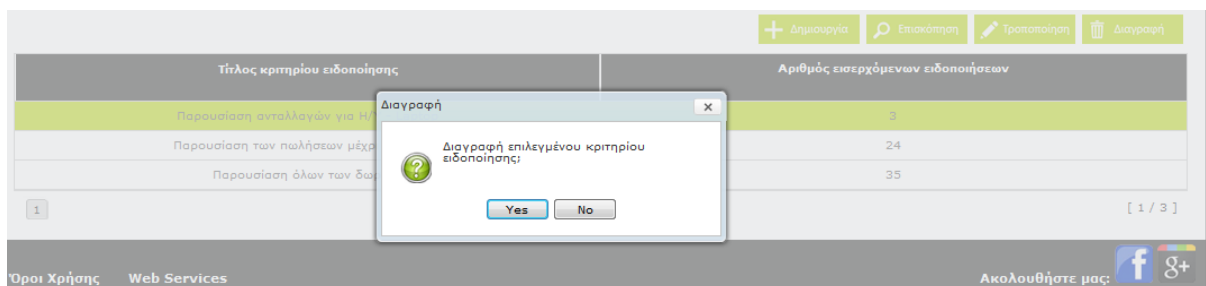 Δημιουργία Επισκόπηση Τροποποίηση Διαγραφή
Τίτλος κριτηρίου ειδοποίησης Αριθμός εισερχόμενων ειδοποιήσεων
Διαγραφή x
Παρουσίαση ανταλλαγών για Η/ 3
Παρουσίαση των πωλήσεων μέχρ 24
Διαγραφή επιλεγμένου κριτηρίου
ειδοποίησης;
Παρουσίαση όλων των δωρ 35
Yes No
1 [ 1 / 3 ]
Όροι Χρήσης Web Services Ακολουθήστε μας: f g+